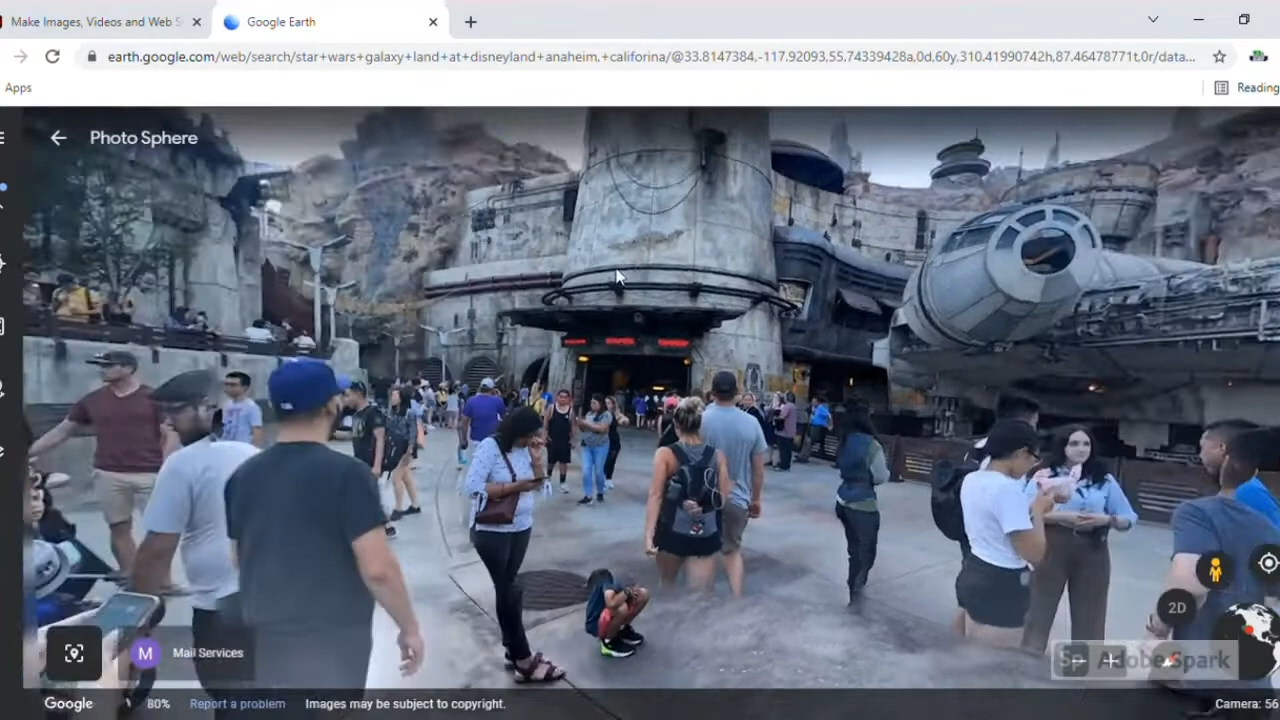 Make Images, Videos and Web S
Google Earth
earth.google.com/web/search/star+wars+galaxy+land+at+disneyland+anaheim,+califorina/@33.8147384,-117.92093,55.74339428a,0d,60y,310.41990742h,87.46478771t,0r/data...
Apps
Reading
Photo Sphere
2D
M
Mail Services
Sp
Adobe Spark
Google
80%
Report a problem
Images may be subject to copyright.
Camera: 56